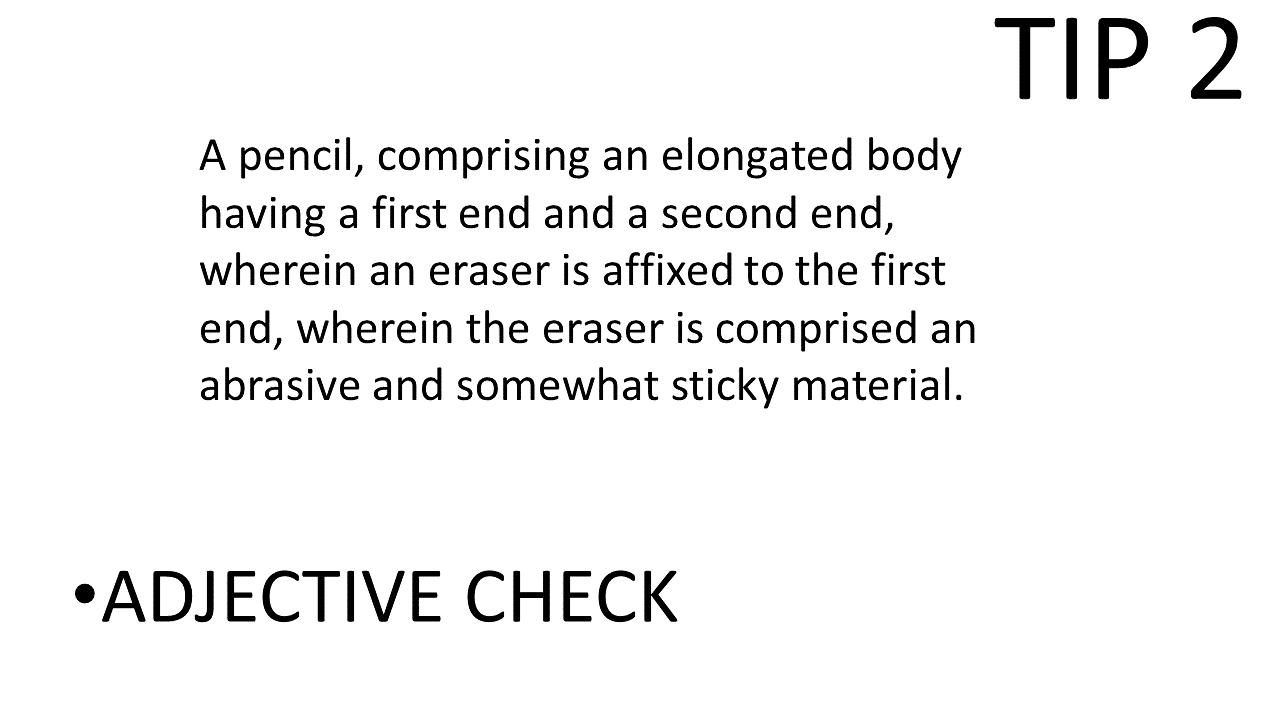 TIP 2
A pencil, comprising an elongated body
having a first end and a second end,
wherein an eraser is affixed to the first
end, wherein the eraser is comprised an
abrasive and somewhat sticky material.
•ADJECTIVE CHECK